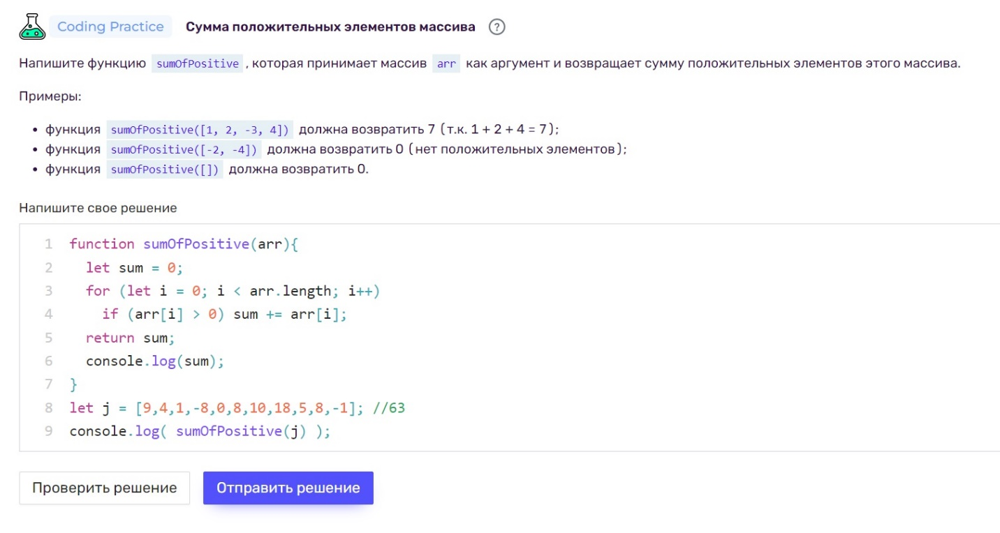 Coding Practice Сумма положительных элементов массива ?
Напишите функцию sumOfPositive , которая принимает массив arr как аргумент и возвращает сумму положительных элементов этого массива.
Примеры:
• функция sumOfPositive([1, 2, -3, 4]) должна возвратить 7 (т.к. 1 + 2 + 4 = 7);
• функция sumOfPositive([-2, -4]) должна возвратить 0 (нет положительных элементов);
• функция sumOfPositive([]) должна возвратить 0.
Напишите свое решение
1 function sumOfPositive(arr){
2   let sum = 0;
3   for (let i = 0; i < arr.length; i++)
4     if (arr[i] > 0) sum += arr[i];
5   return sum;
6   console.log(sum);
7 }
8 let j = [9,4,1,-8,0,8,10,18,5,8,-1]; //63
9 console.log( sumOfPositive(j) );
Проверить решение Отправить решение